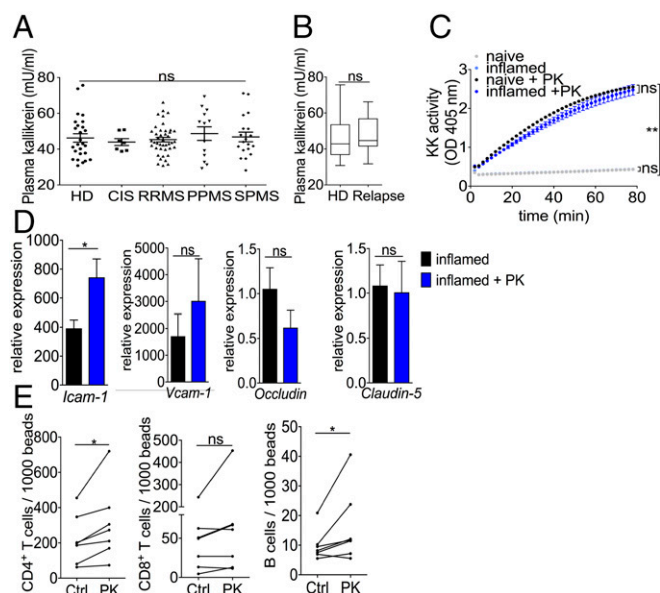 A
Plasma kallikrein (mU/ml)
80
60
40
20
ns
HD CIS RRMS PPMS SPMS
B
Plasma kallikrein (mU/ml)
80
60
40
20
ns
HD Relapse
C
naive
inflamed
naive + PK
inflamed +PK
KK activity
(OD 405 nm)
3
2
1
0
ns
**
ns
0 20 40 60 80
time (min)
D
relative expression
800
600
400
200
0
*
Icam-1
relative expression
5000
4000
3000
2000
1000
0
ns
Vcam-1
relative expression
1.5
1.0
0.5
0.0
ns
Occludin
relative expression
1.5
1.0
0.5
0.0
ns
Claudin-5
inflamed
inflamed + PK
E
CD4+ T cells / 1000 beads
800
600
400
200
0
*
Ctrl PK
CD8+ T cells / 1000 beads
500
400
300
200
100
50
0
ns
Ctrl PK
B cells / 1000 beads
50
40
30
20
10
0
*
Ctrl PK